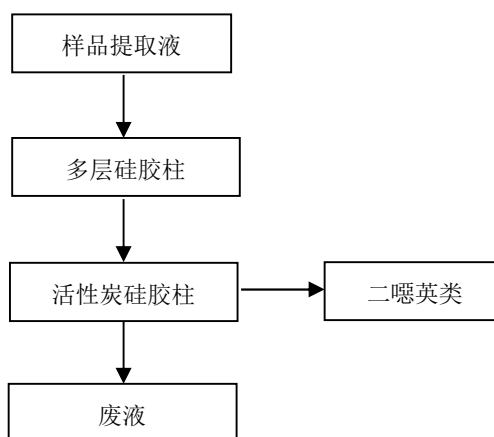 样品提取液
多层硅胶柱
活性炭硅胶柱
二噁英类
废液